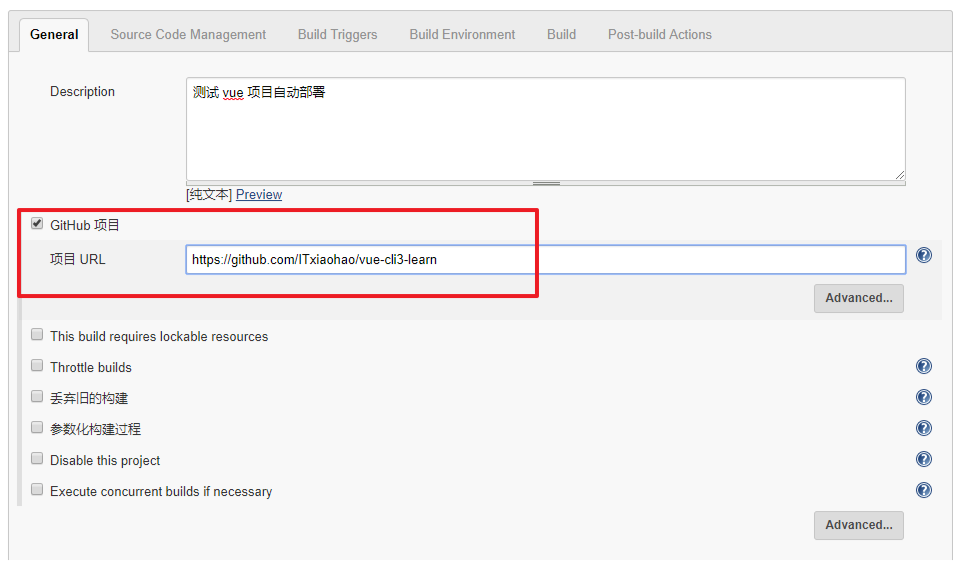 General Source Code Management Build Triggers Build Environment Build Post-build Actions
Description 测试 vue 项目自动部署
[纯文本] Preview
GitHub 项目
项目 URL https://github.com/ITxiaohao/vue-cli3-learn
Advanced...
This build requires lockable resources
Throttle builds
丢弃旧的构建
参数化构建过程
Disable this project
Execute concurrent builds if necessary
Advanced...